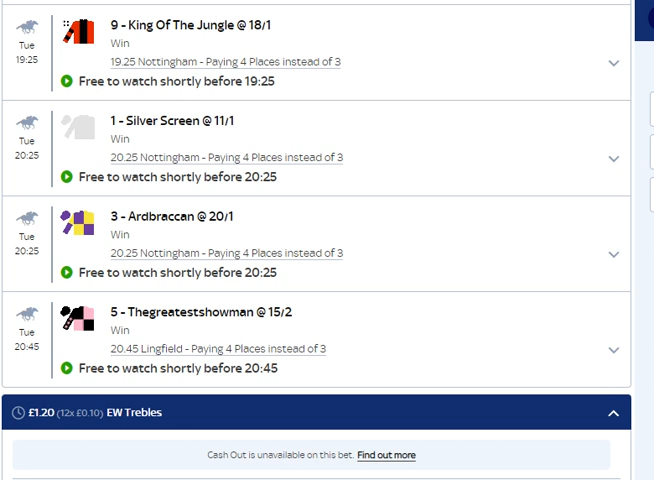 9 - King Of The Jungle @ 18/1
Tue
Win
19:25
19.25 Nottingham - Paying 4 Places instead of 3
Free to watch shortly before 19:25
1 - Silver Screen @ 11/1
Tue
Win
20:25
20.25 Nottingham - Paying 4 Places instead of 3
Free to watch shortly before 20:25
3 - Ardbraccan @ 20/1
Tue
Win
20:25
20.25 Nottingham - Paying 4 Places instead of 3
Free to watch shortly before 20:25
5 - Thegreatestshowman @ 15/2
Tue
Win
20:45
20.45 Lingfield - Paying 4 Places instead of 3
Free to watch shortly before 20:45
£1.20 (12x £0.10) EW Trebles
Cash Out is unavailable on this bet. Find out more